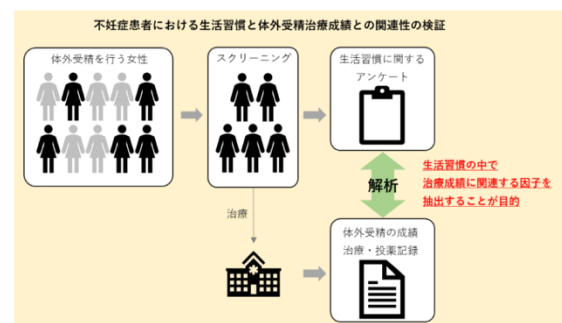 不妊症患者における生活習慣と体外受精治療成績との関連性の検証
体外受精を行う女性
スクリーニング
生活習慣に関する
アンケート
解析
生活習慣の中で
治療成績に関連する因子を
抽出することが目的
治療
体外受精の成績
治療・投薬記録